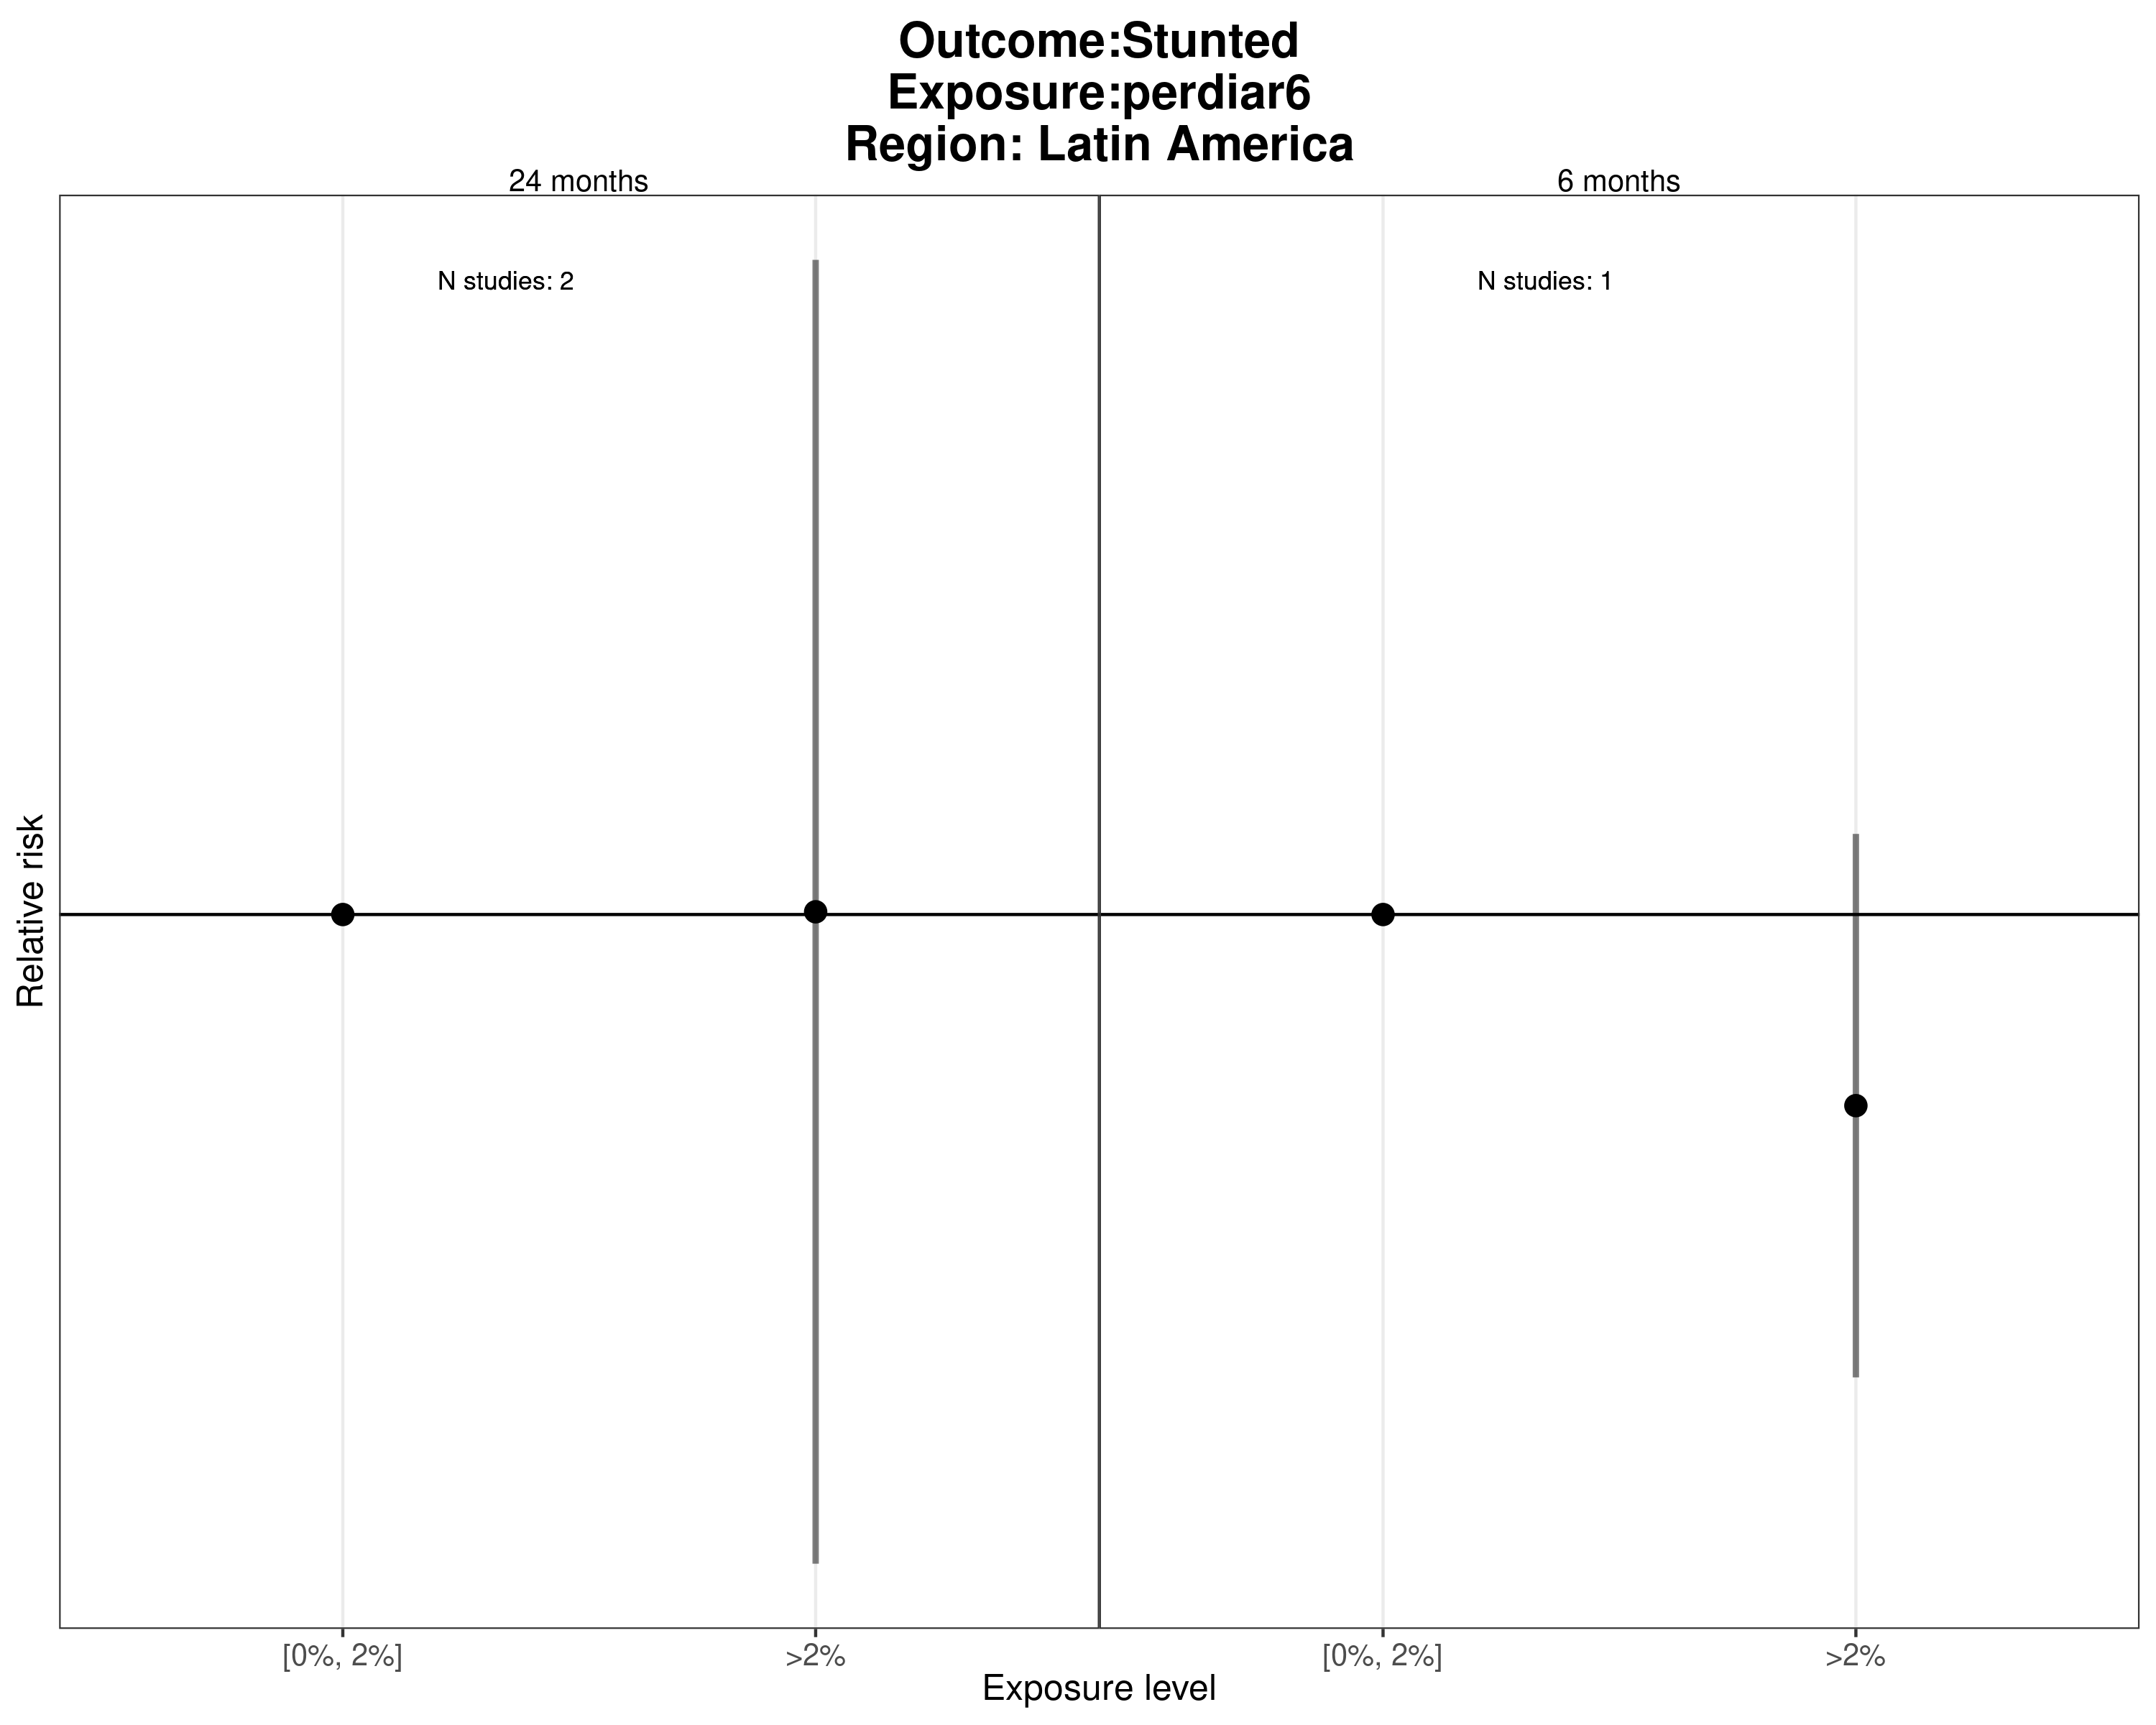 Outcome:Stunted
Exposure:perdiar6
Region: Latin America
24 months
6 months
N studies: 2
N studies: 1
Relative risk
[0%, 2%]
>2%
[0%, 2%]
>2%
Exposure level